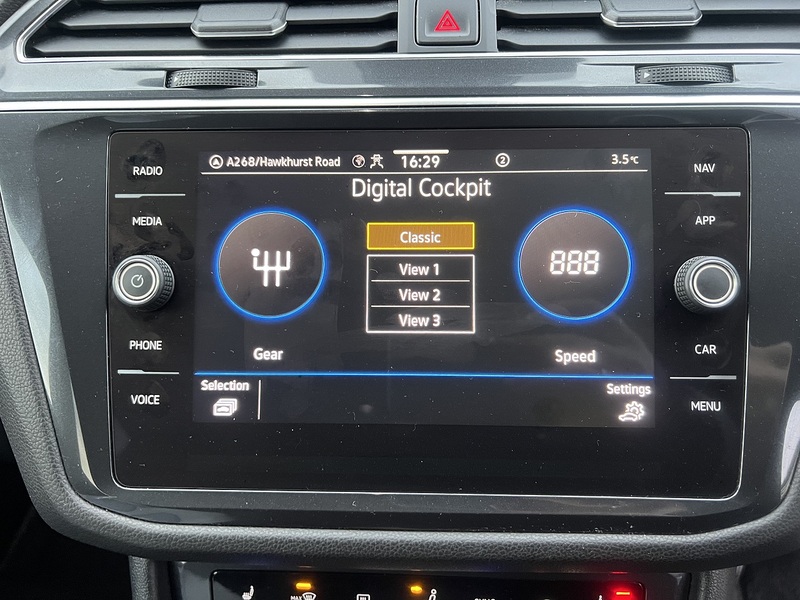 A268/Hawkhurst Road 16:29 2 3.5°C
Digital Cockpit
RADIO
MEDIA
PHONE
VOICE
Classic
View 1
View 2
View 3
888
Gear
Speed
Selection
Settings
NAV
APP
CAR
MENU
MAX